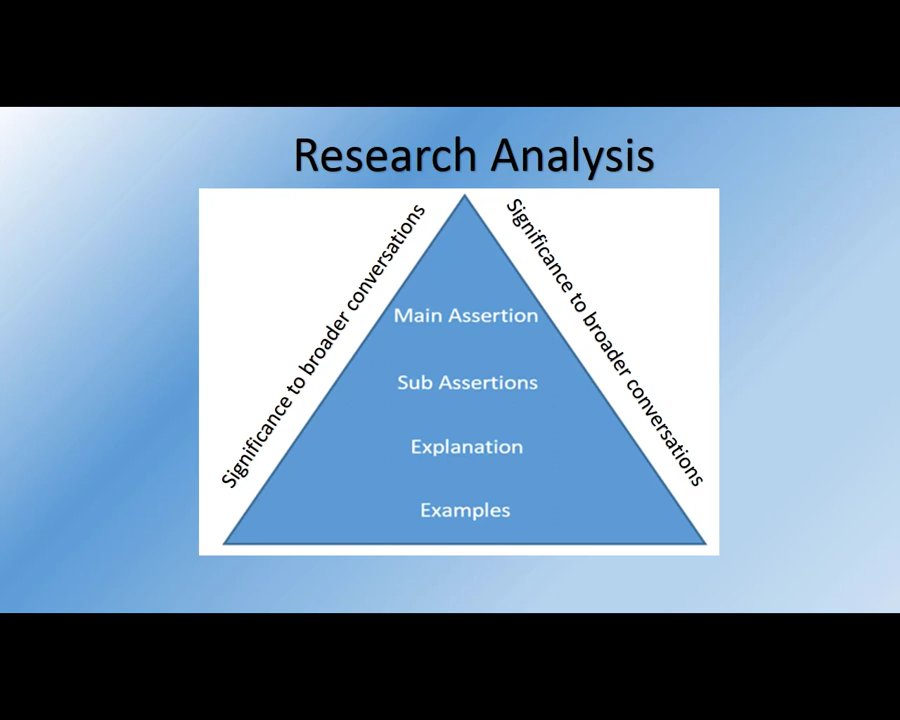 Research Analysis
Significance to broader conversations
Significance to broader conversations
Main Assertion
Sub Assertions
Explanation
Examples